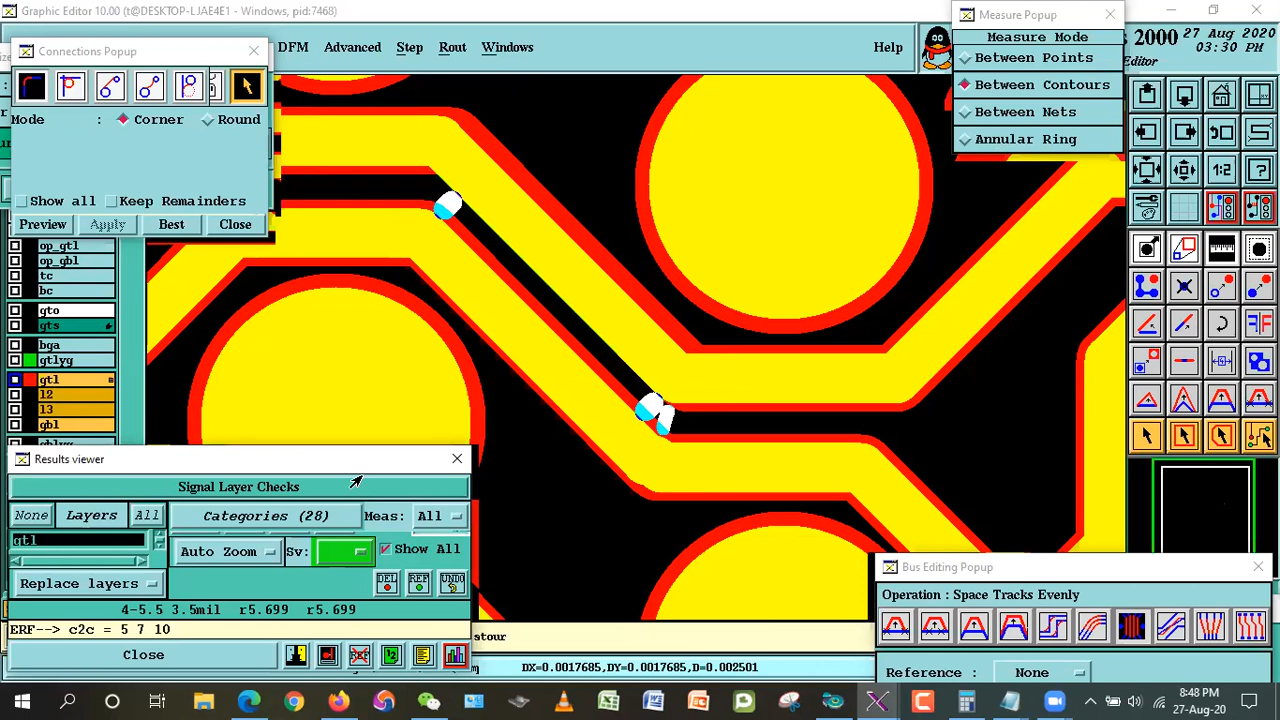 Graphic Editor 10.00 (t@DESKTOP-LJAE4E1 - Windows, pid:7468)
Measure Popup
Measure Mode
Between Points
Between Contours
Between Nets
Annular Ring
2000
27 Aug 2020
03:30 PM
Editor
DFM Advanced Step Rout Windows Help
Connections Popup
Mode : Corner Round
Show all Keep Remainders
Preview Apply Best Close
1:2
op_gtl
op_gbl
tc
bc
gto
gts
bga
gtlyg
gtl
l2
l3
gbl
Results viewer
Signal Layer Checks
None Layers All Categories (28) Meas: All
gtl
Auto Zoom Sv: Show All
Replace layers DEL REF UNDO
4-5.5 3.5mil r5.699 r5.699
ERF--> c2c = 5 7 10
Close
Bus Editing Popup
Operation : Space Tracks Evenly
Reference : None
DX=0.0017685,DY=0.0017685,D=0.002501
8:48 PM
27-Aug-20